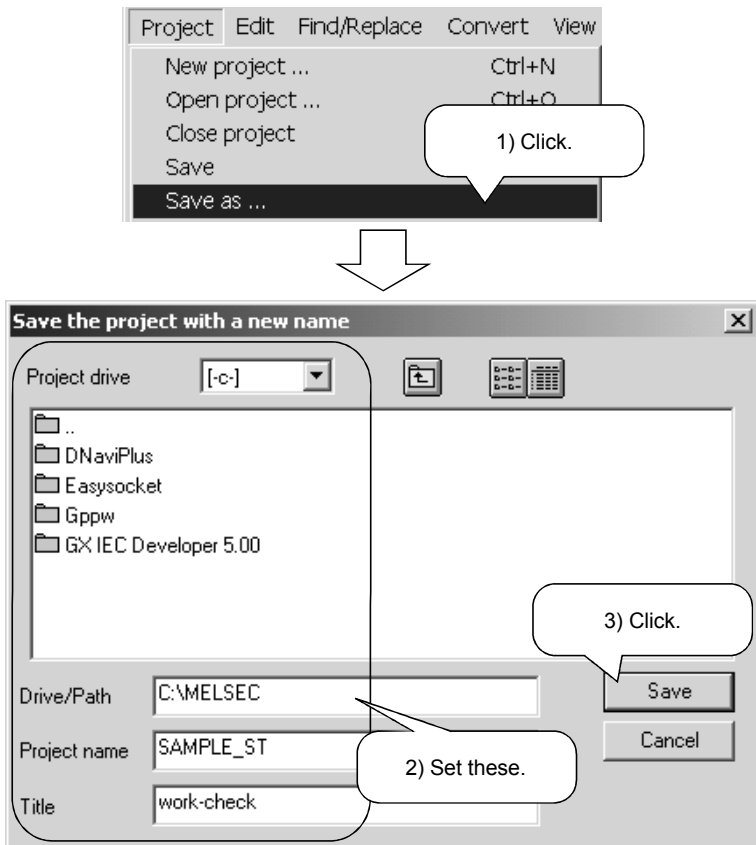 Project Edit Find/Replace Convert View
New project ... Ctrl+N
Open project ... Ctrl+O
Close project
1) Click.
Save
Save as ...
Save the project with a new name
Project drive [-c-]
..
DNaviPlus
Easysocket
Gppw
GX IEC Developer 5.00
3) Click.
Drive/Path C:\MELSEC Save
Project name SAMPLE_ST Cancel
2) Set these.
Title work-check